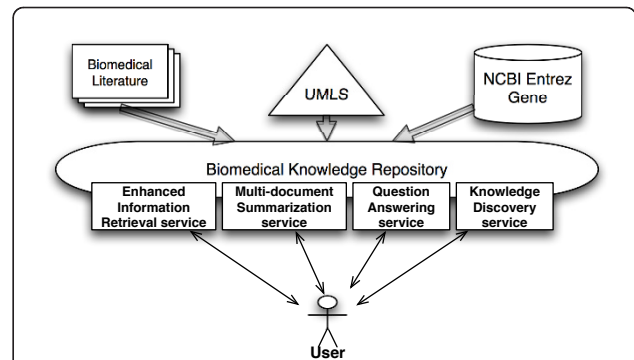 Biomedical
Literature
UMLS
NCBI Entrez
Gene
Biomedical Knowledge Repository
Enhanced
Information
Retrieval service
Multi-document
Summarization
service
Question
Answering
service
Knowledge
Discovery
service
User